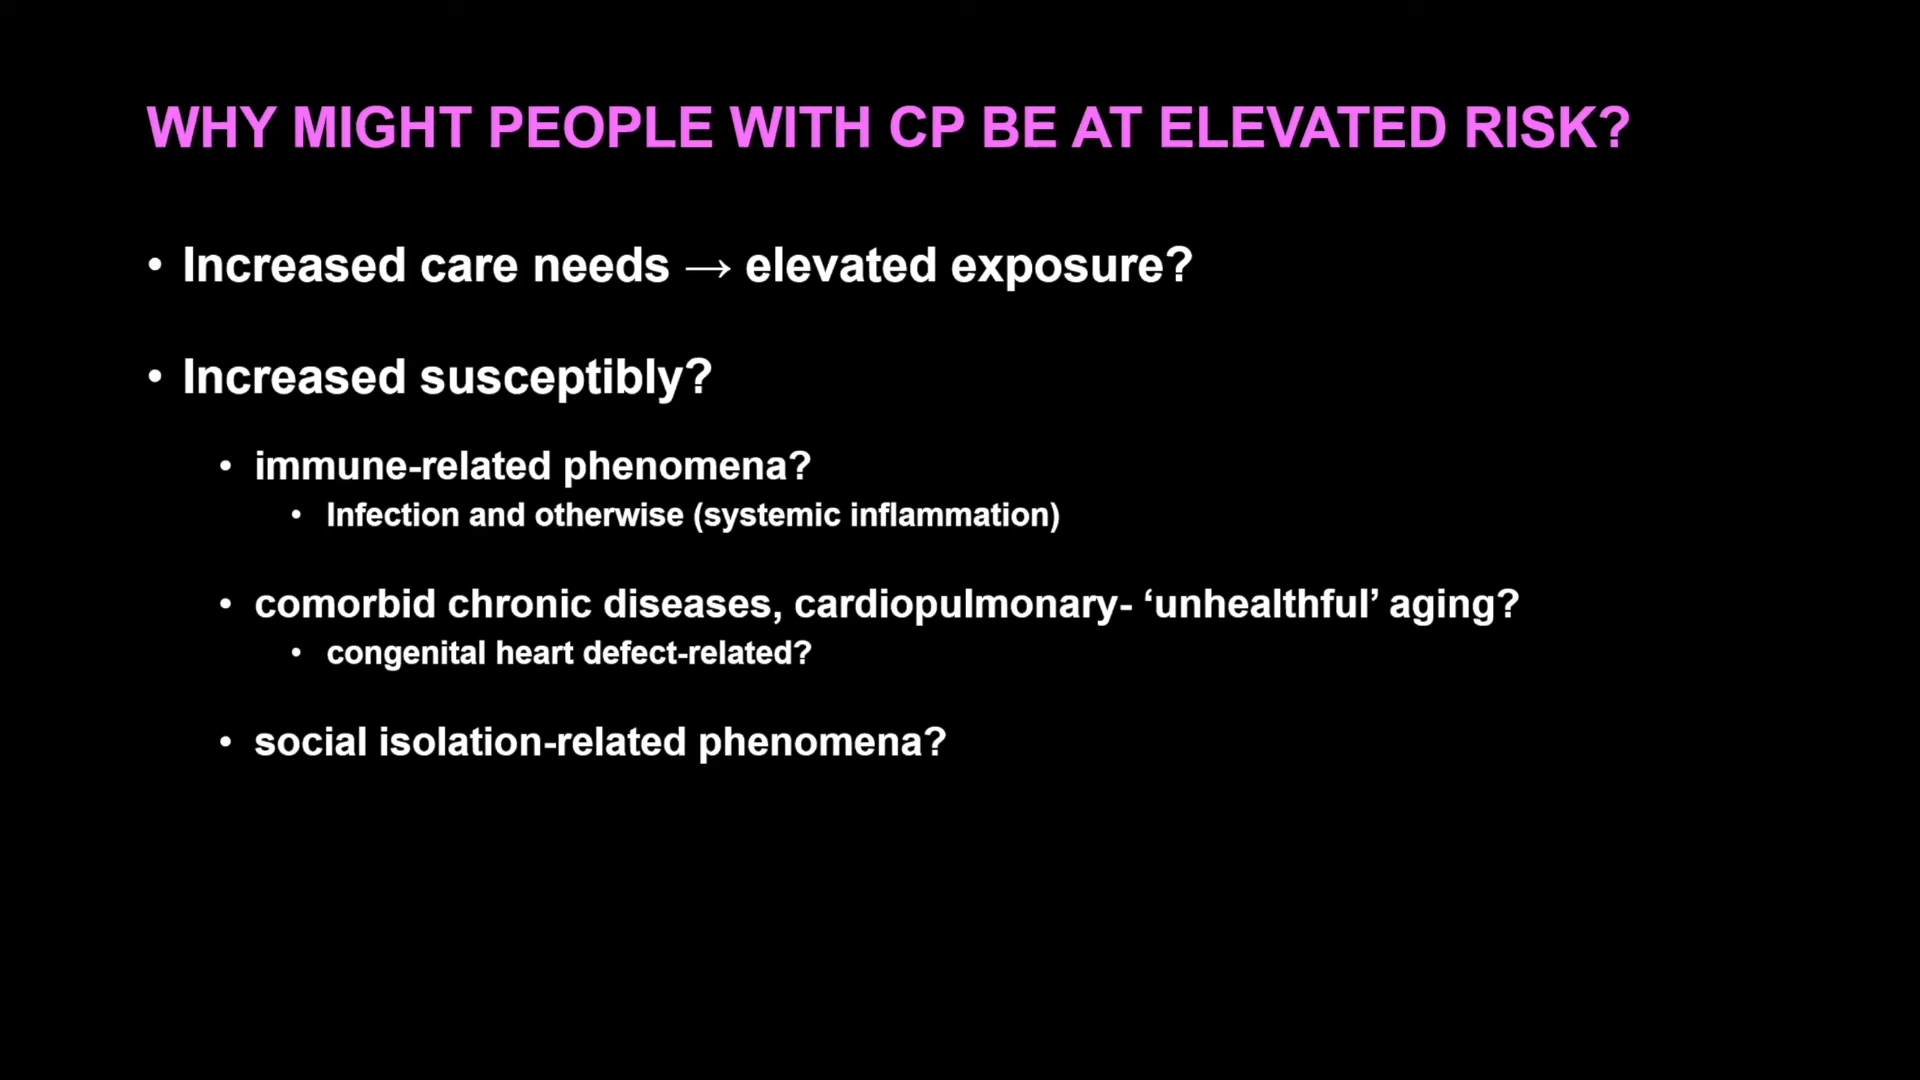 WHY MIGHT PEOPLE WITH CP BE AT ELEVATED RISK?
• Increased care needs → elevated exposure?
• Increased susceptibly?
• immune-related phenomena?
• Infection and otherwise (systemic inflammation)
• comorbid chronic diseases, cardiopulmonary- ‘unhealthful’ aging?
• congenital heart defect-related?
• social isolation-related phenomena?